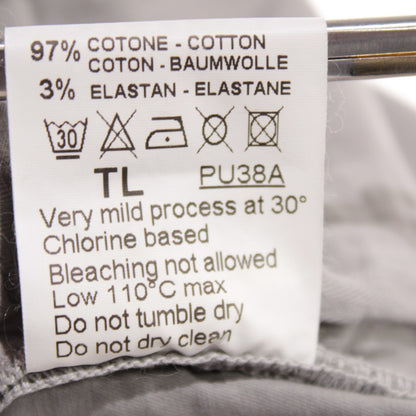 97% COTONE - COTTON
COTON - BAUMWOLLE
3% ELASTAN - ELASTANE
30
TL PU38A
Very mild process at 30°
Chlorine based
Bleaching not allowed
Low 110°C max
Do not tumble dry
Do not dry clean